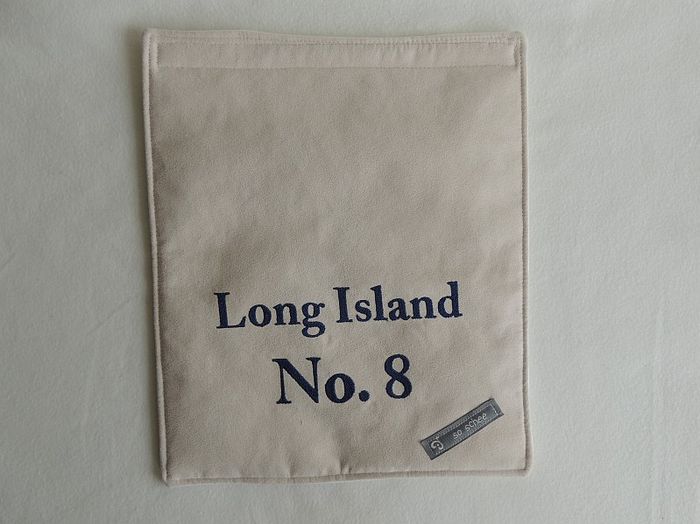 Long Island
No. 8
so schee